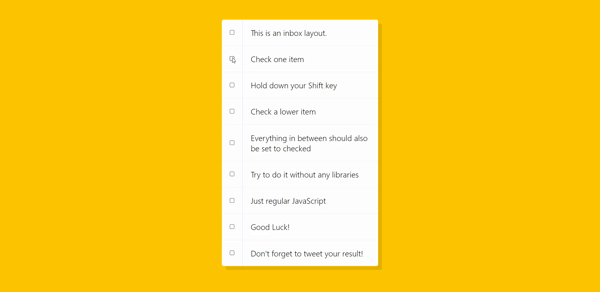 This is an inbox layout.
Check one item
Hold down your Shift key
Check a lower item
Everything in between should also
be set to checked
Try to do it without any libraries
Just regular JavaScript
Good Luck!
Don't forget to tweet your result!